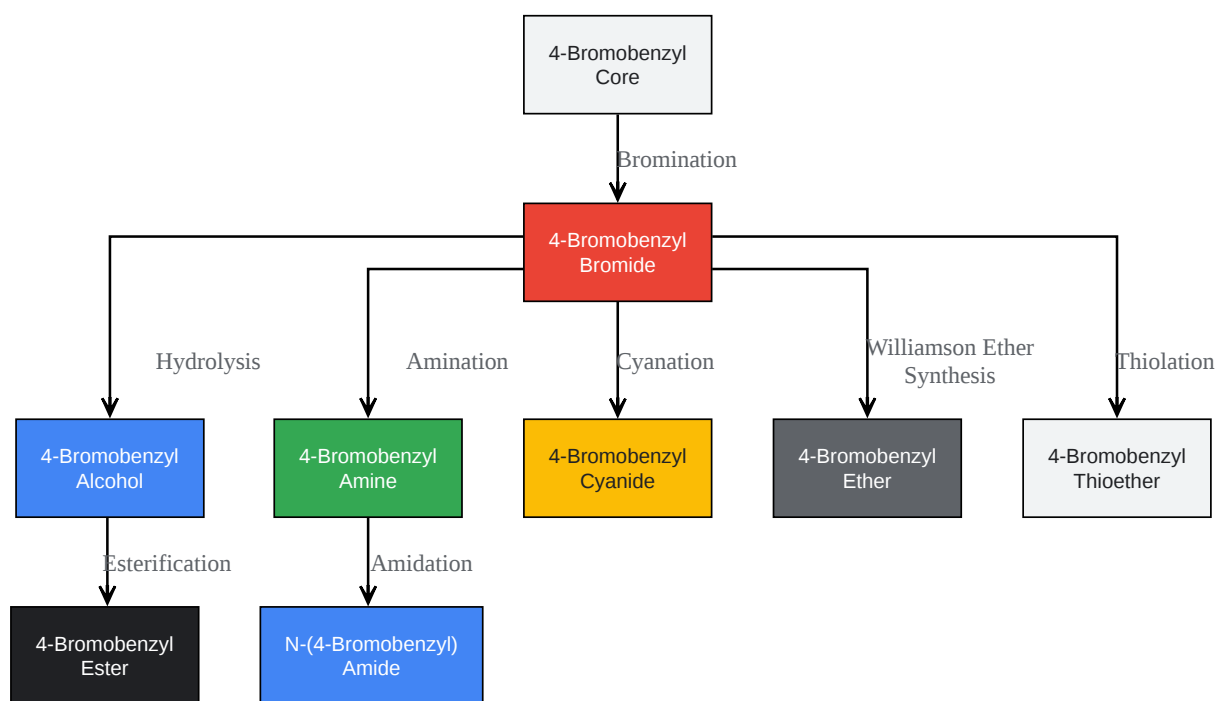 4-Bromobenzyl
Core
Bromination
4-Bromobenzyl
Bromide
Hydrolysis
Amination
Cyanation
Williamson Ether
Synthesis
Thiolation
4-Bromobenzyl
Alcohol
4-Bromobenzyl
Amine
4-Bromobenzyl
Cyanide
4-Bromobenzyl
Ether
4-Bromobenzyl
Thioether
Esterification
Amidation
4-Bromobenzyl
Ester
N-(4-Bromobenzyl)
Amide